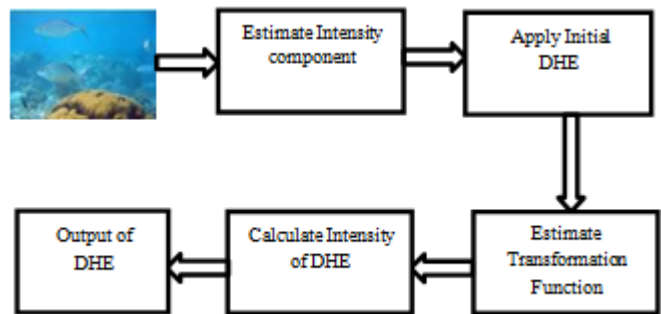 Estimate Intensity
component
Apply Initial
DHE
Estimate
Transformation
Function
Calculate Intensity
of DHE
Output of
DHE